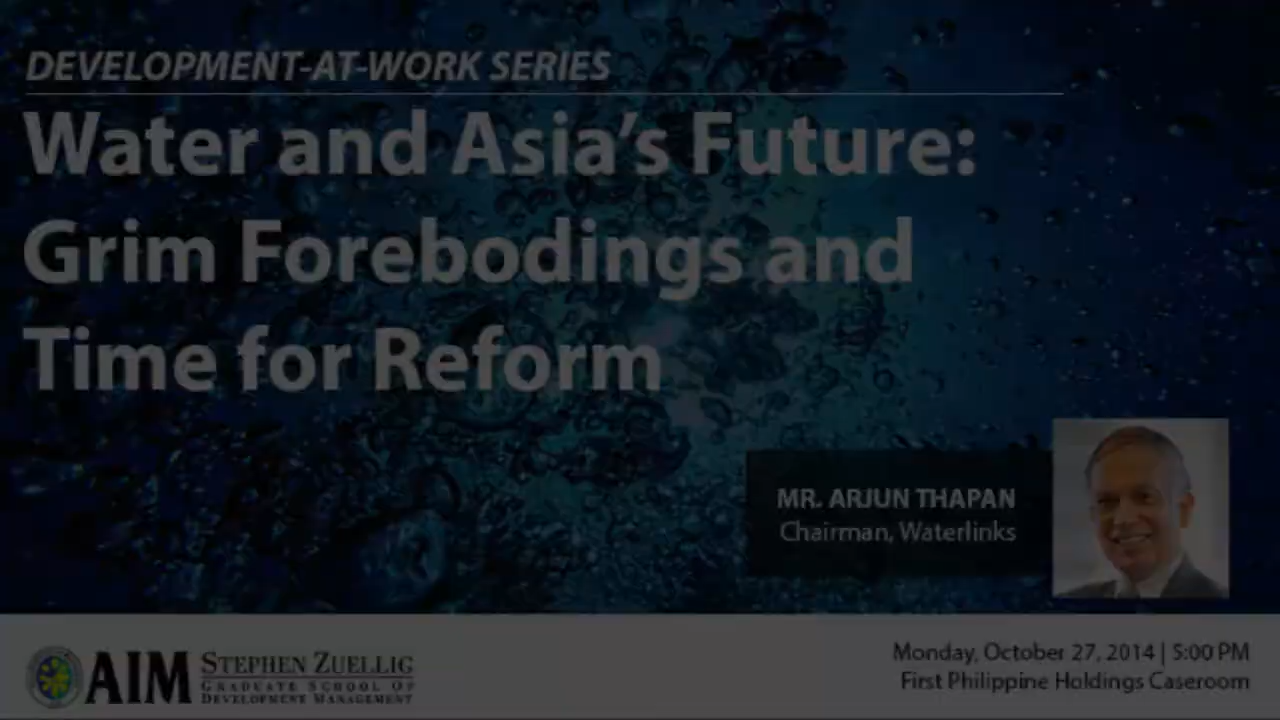 DEVELOPMENT-AT-WORK SERIES
Water and Asia's Future:
Grim Forebodings and
Time for Reform
MR. ARJUN THAPAN
Chairman, Waterlinks
AIM
STEPHEN ZUELLIG
GRADUATE SCHOOL OF
DEVELOPMENT MANAGEMENT
Monday, October 27, 2014 | 5:00 PM
First Philippine Holdings Caseroom